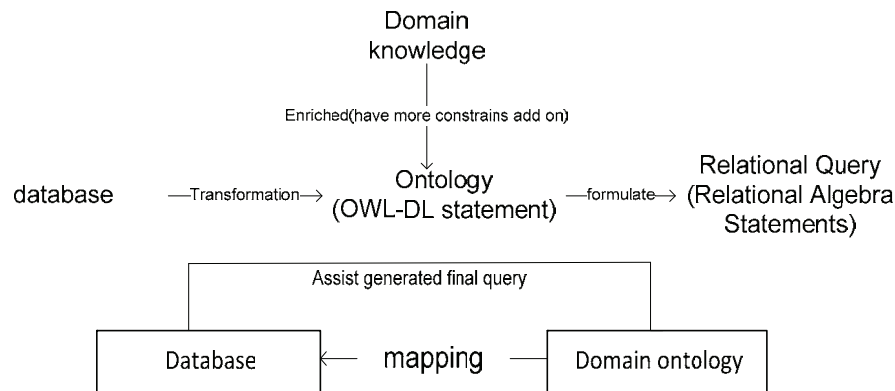 Domain
knowledge
Enriched(have more constrains add on)
database
Transformation
Ontology
(OWL-DL statement)
formulate
Relational Query
(Relational Algebra
Statements)
Assist generated final query
Database
mapping
Domain ontology